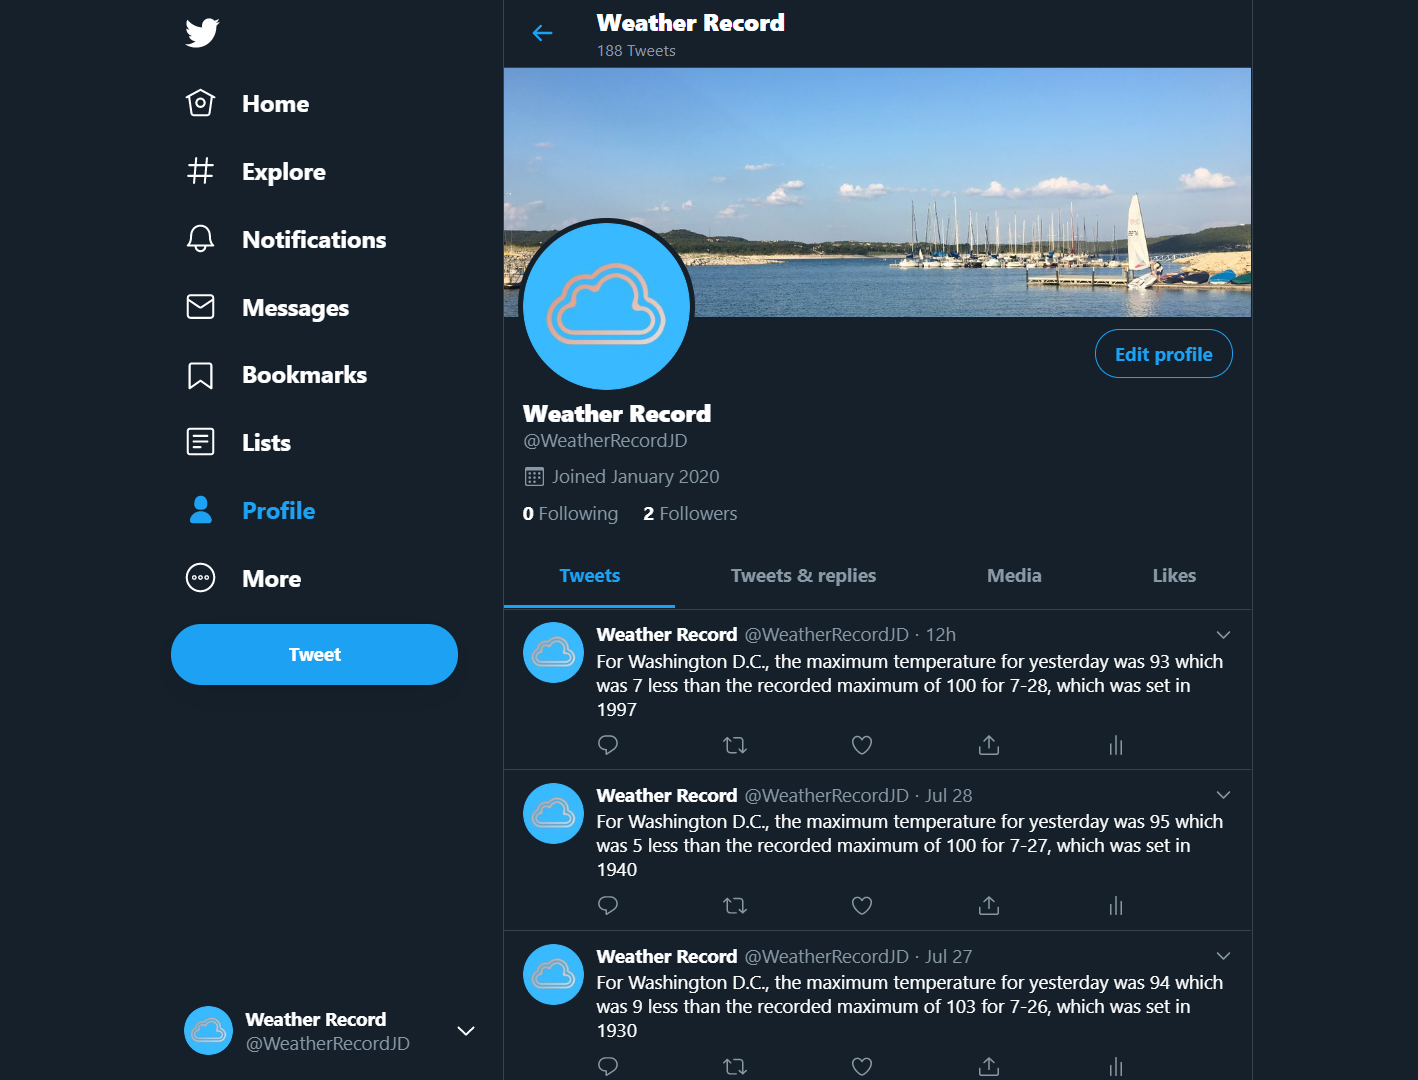 Home
Explore
Notifications
Messages
Bookmarks
Lists
Profile
More
Tweet
Weather Record
@WeatherRecordJD
Weather Record
188 Tweets
Edit profile
Weather Record
@WeatherRecordJD
Joined January 2020
0 Following 2 Followers
Tweets Tweets & replies Media Likes
Weather Record @WeatherRecordJD · 12h
For Washington D.C., the maximum temperature for yesterday was 93 which
was 7 less than the recorded maximum of 100 for 7-28, which was set in
1997
Weather Record @WeatherRecordJD · Jul 28
For Washington D.C., the maximum temperature for yesterday was 95 which
was 5 less than the recorded maximum of 100 for 7-27, which was set in
1940
Weather Record @WeatherRecordJD · Jul 27
For Washington D.C., the maximum temperature for yesterday was 94 which
was 9 less than the recorded maximum of 103 for 7-26, which was set in
1930